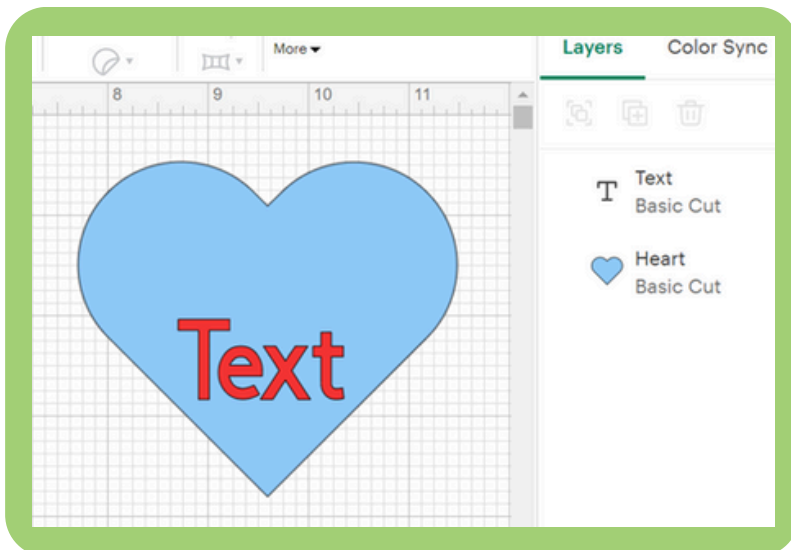 More
Layers Color Sync
8 9 10 11
Text
Basic Cut
Heart
Basic Cut
Text